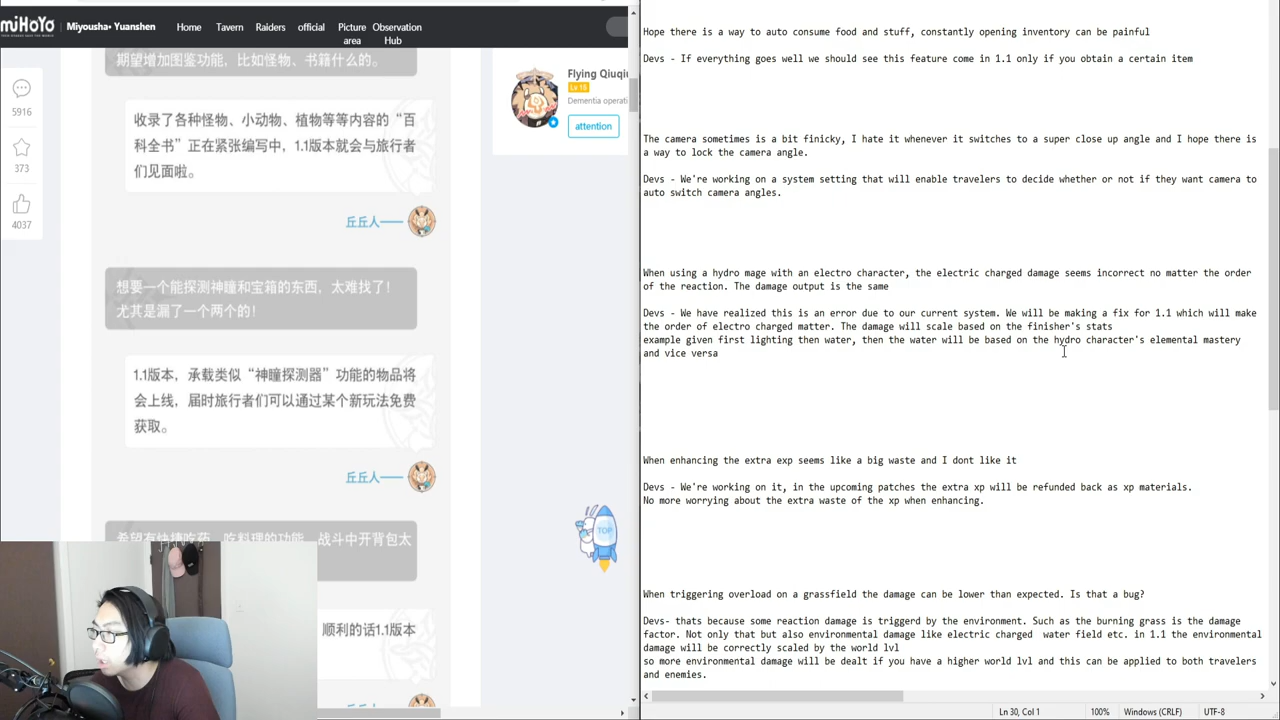 miHoYo
Miyousha· Yuanshen
Home
Tavern
Raiders
official
Picture
area
Observation
Hub
5916
373
4037
期望增加图鉴功能，比如怪物、书籍什么的。
收录了各种怪物、小动物、植物等等内容的“百
科全书”正在紧张编写中，1.1版本就会与旅行者
们见面啦。
丘丘人——
想要一个能探测神瞳和宝箱的东西，太难找了！
尤其是漏了一个两个的！
1.1版本，承载类似“神瞳探测器”功能的物品将
会上线，届时旅行者们可以通过某个新玩法免费
获取。
丘丘人——
希望有快捷吃药、吃料理的功能，战斗中开背包太
顺利的话1.1版本
Flying Qiuqiu
Lv 18
Dementia operati
attention
TOP
Hope there is a way to auto consume food and stuff, constantly opening inventory can be painful
Devs - If everything goes well we should see this feature come in 1.1 only if you obtain a certain item
The camera sometimes is a bit finicky, I hate it whenever it switches to a super close up angle and I hope there is
a way to lock the camera angle.
Devs - We're working on a system setting that will enable travelers to decide whether or not if they want camera to
auto switch camera angles.
When using a hydro mage with an electro character, the electric charged damage seems incorrect no matter the order
of the reaction. The damage output is the same
Devs - We have realized this is an error due to our current system. We will be making a fix for 1.1 which will make
the order of electro charged matter. The damage will scale based on the finisher's stats
example given first lighting then water, then the water will be based on the hydro character's elemental mastery
and vice versa
When enhancing the extra exp seems like a big waste and I dont like it
Devs - We're working on it, in the upcoming patches the extra xp will be refunded back as xp materials.
No more worrying about the extra waste of the xp when enhancing.
When triggering overload on a grassfield the damage can be lower than expected. Is that a bug?
Devs- thats because some reaction damage is triggerd by the environment. Such as the burning grass is the damage
factor. Not only that but also environmental damage like electric charged  water field etc. in 1.1 the environmental
damage will be correctly scaled by the world lvl
so more environmental damage will be dealt if you have a higher world lvl and this can be applied to both travelers
and enemies.
Ln 30, Col 1
100%
Windows (CRLF)
UTF-8